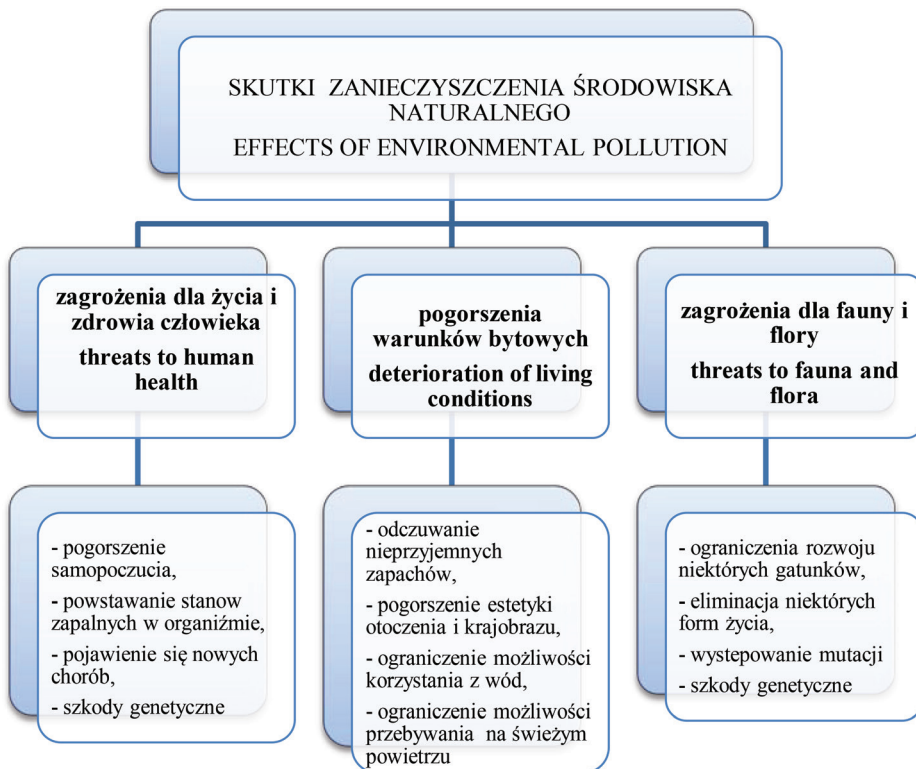 SKUTKI ZANIECZYSZCZENIA ŚRODOWISKA
NATURALNEGO
EFFECTS OF ENVIRONMENTAL POLLUTION
zagrożenia dla życia i
zdrowia człowieka
threats to human
health
pogorszenia
warunków bytowych
deterioration of living
conditions
zagrożenia dla fauny i
flory
threats to fauna and
flora
- pogorszenie
samopoczucia,
- powstawanie stanow
zapalnych w organiźmie,
- pojawienie się nowych
chorób,
- szkody genetyczne
- odczuwanie
nieprzyjemnych
zapachów,
- pogorszenie estetyki
otoczenia i krajobrazu,
- ograniczenie możliwości
korzystania z wód,
- ograniczenie możliwości
przebywania na świeżym
powietrzu
- ograniczenia rozwoju
niektórych gatunków,
- eliminacja niektórych
form życia,
- wystepowanie mutacji
- szkody genetyczne